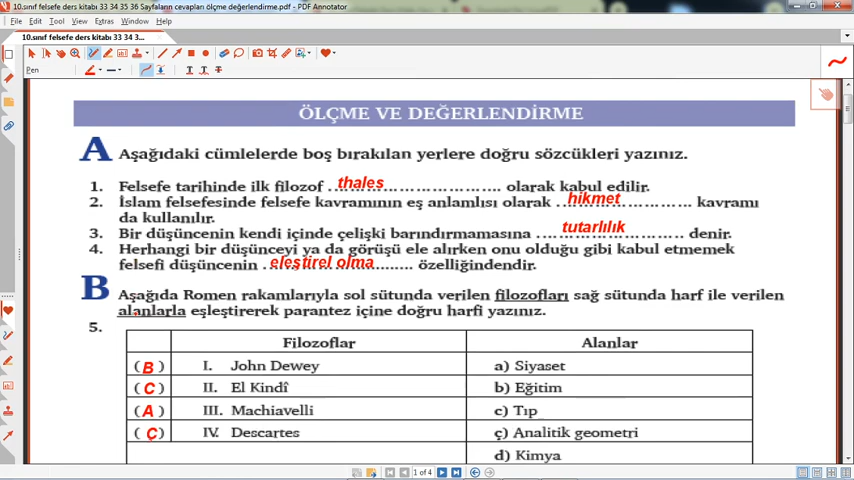 10.sınıf felsefe ders kitabı 33 34 35 36 Sayfaların cevapları ölçme değerlendirme.pdf - PDF Annotator
File Edit Tool View Extras Window Help
10.sınıf felsefe ders kitabı 33 34 3...
Pen
ÖLÇME VE DEĞERLENDİRME
A Aşağıdaki cümlelerde boş bırakılan yerlere doğru sözcükleri yazınız.
1. Felsefe tarihinde ilk filozof thales olarak kabul edilir.
2. İslam felsefesinde felsefe kavramının eş anlamlısı olarak hikmet kavramı
da kullanılır.
3. Bir düşüncenin kendi içinde çelişki barındırmamasına tutarlılık denir.
4. Herhangi bir düşünceyi ya da görüşü ele alırken onu olduğu gibi kabul etmemek
felsefi düşüncenin eleştirel olma özelliğindendir.
B Aşağıda Romen rakamlarıyla sol sütunda verilen filozofları sağ sütunda harf ile verilen
alanlarla eşleştirerek parantez içine doğru harfi yazınız.
5.
Filozoflar Alanlar
( B ) I. John Dewey a) Siyaset
( C ) II. El Kindî b) Eğitim
( A ) III. Machiavelli c) Tıp
( Ç ) IV. Descartes ç) Analitik geometri
d) Kimya
1 of 4